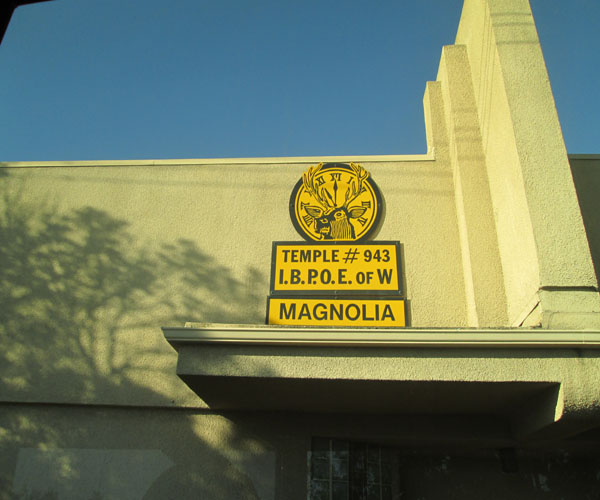 TEMPLE # 943
I.B.P.O.E. OF W
MAGNOLIA